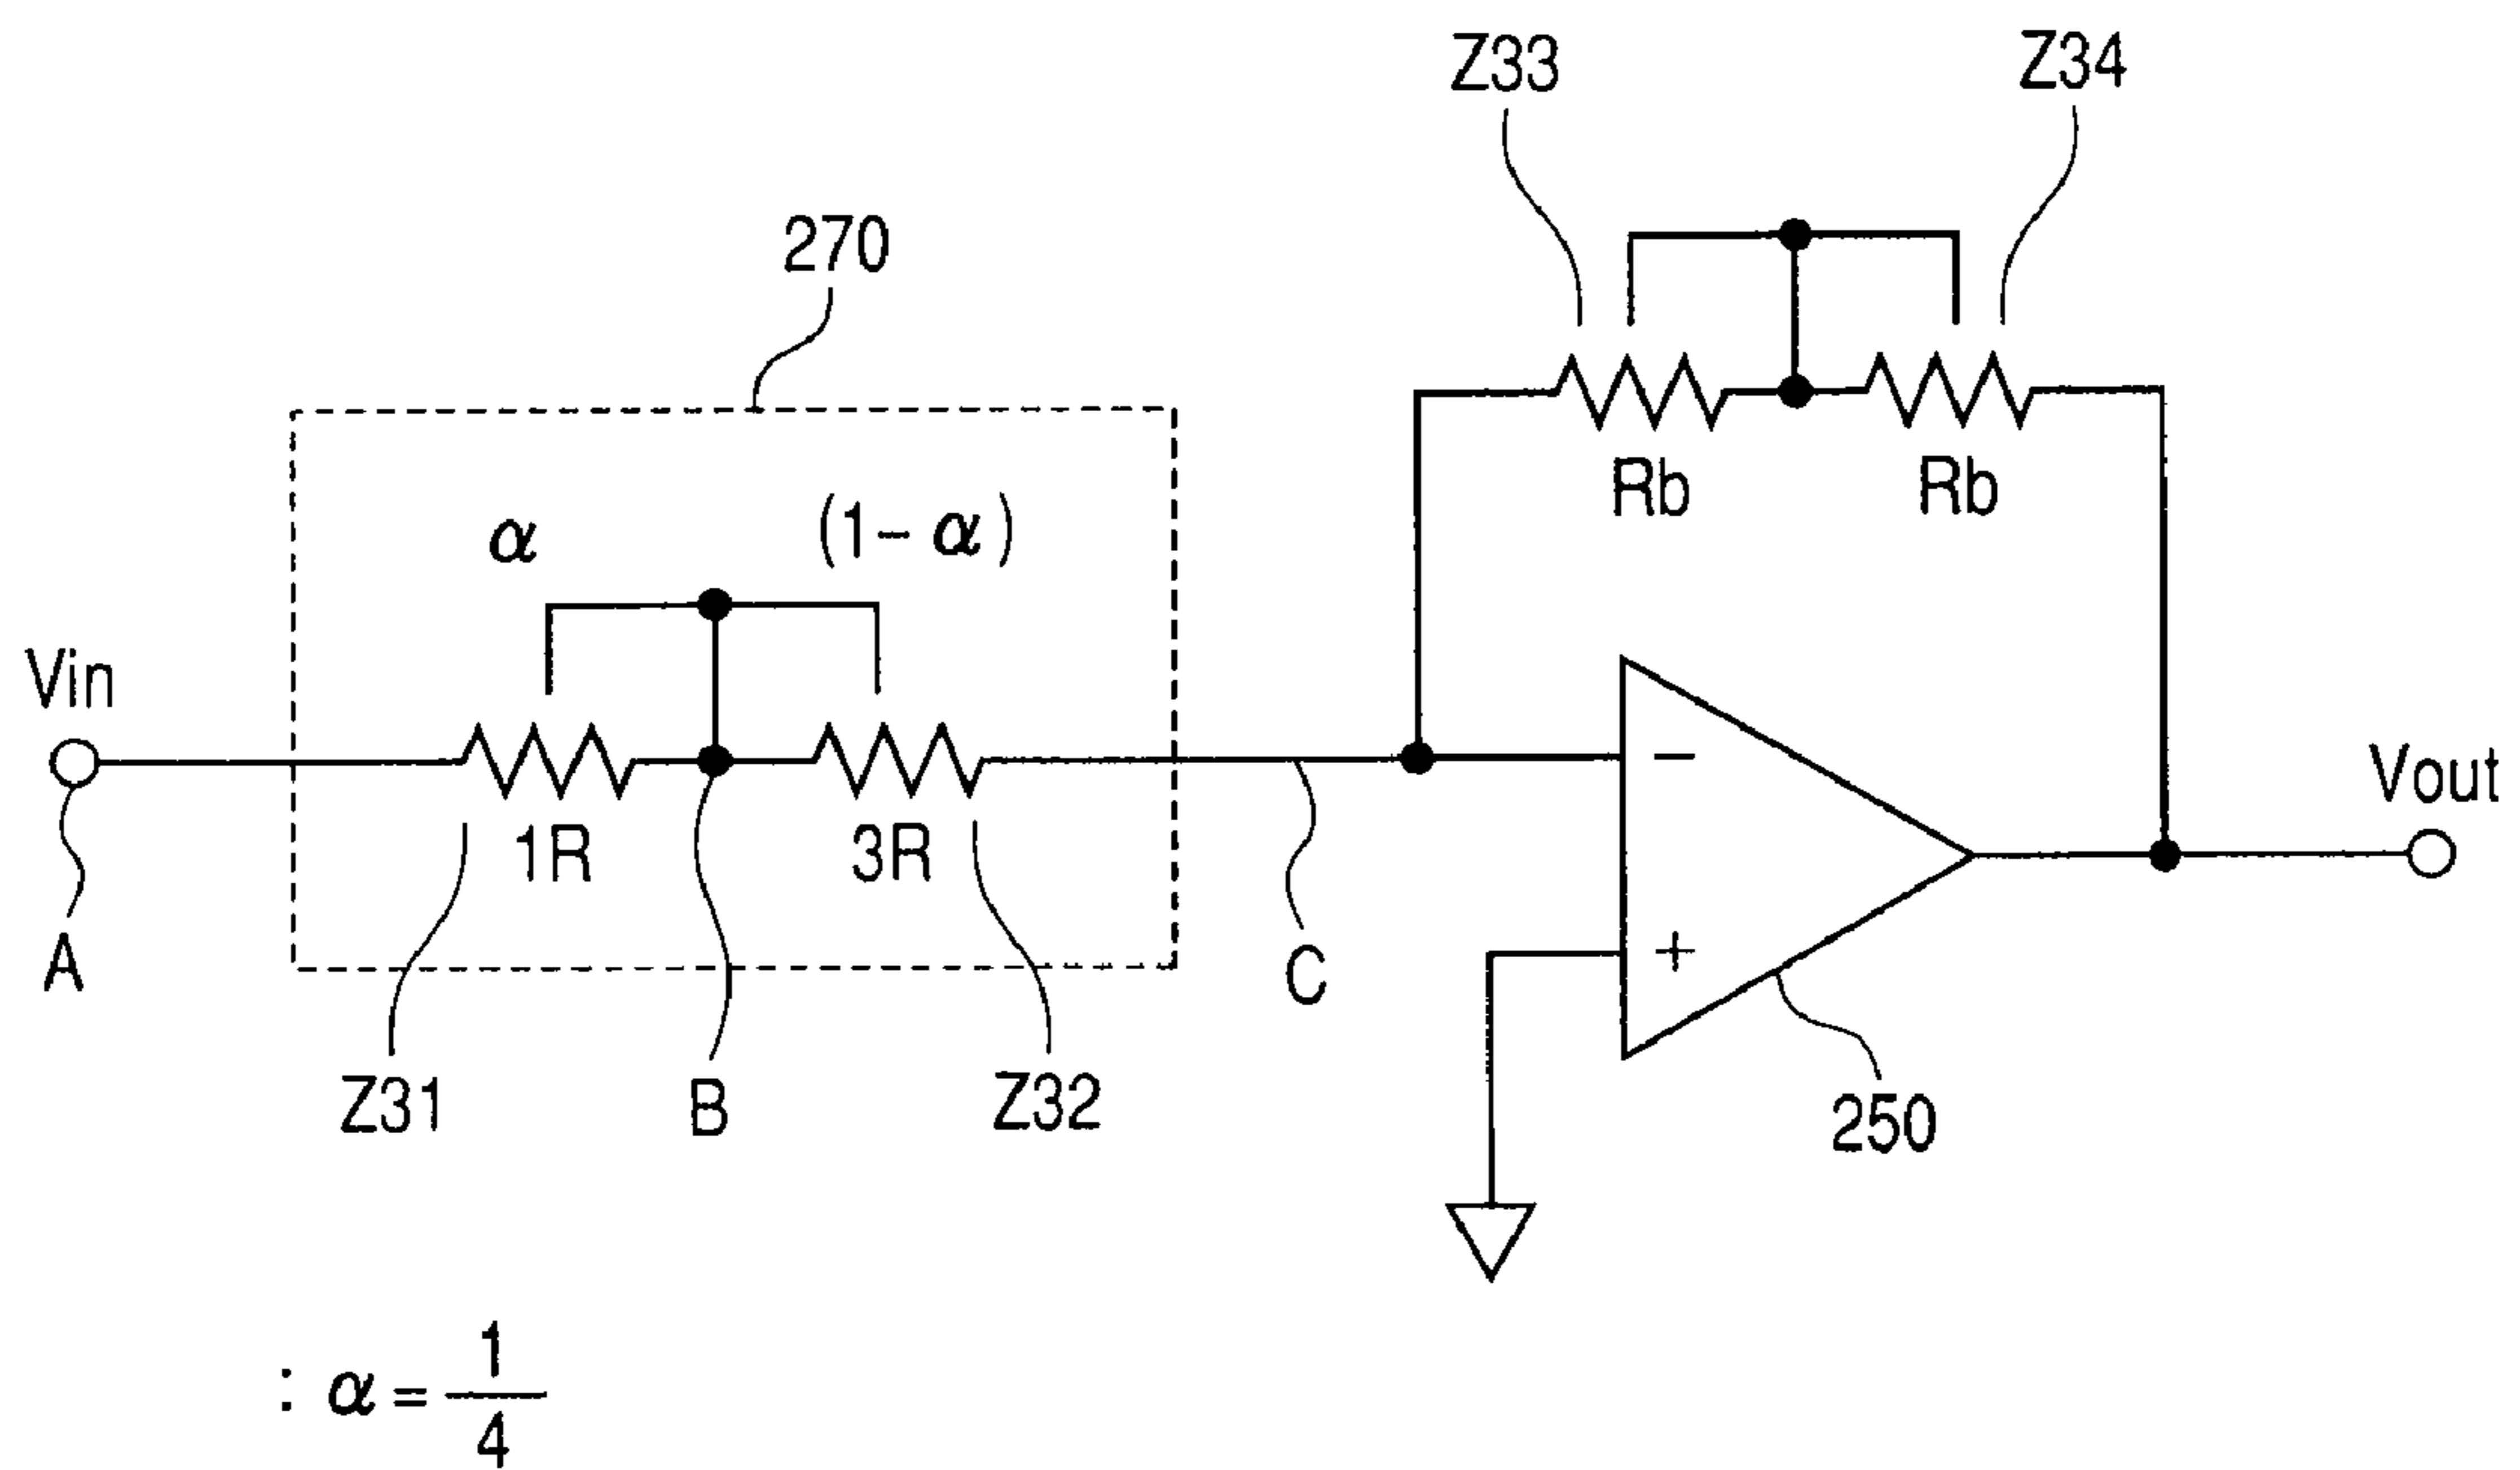 Z33 Z34
270
Rb Rb
α (1-α)
Vin
−
Vout
1R 3R
+
A
C
Z31 B Z32
250
: α = 1/4